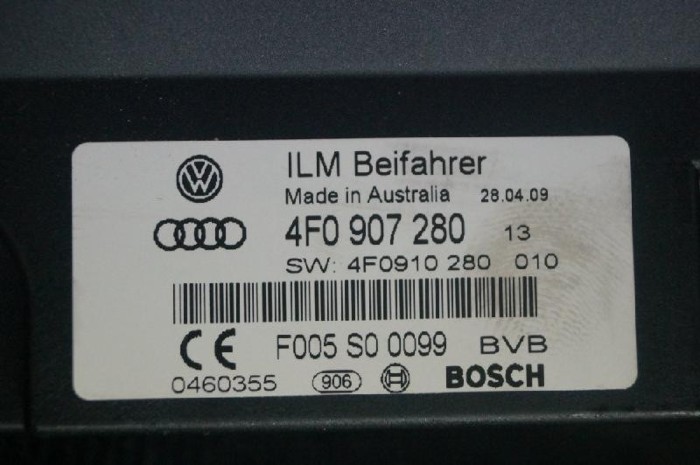 ILM Beifahrer
Made in Australia 28.04.09
4F0 907 280 13
SW: 4F0910 280 010
CE F005 S0 0099 BVB
0460355 906 BOSCH